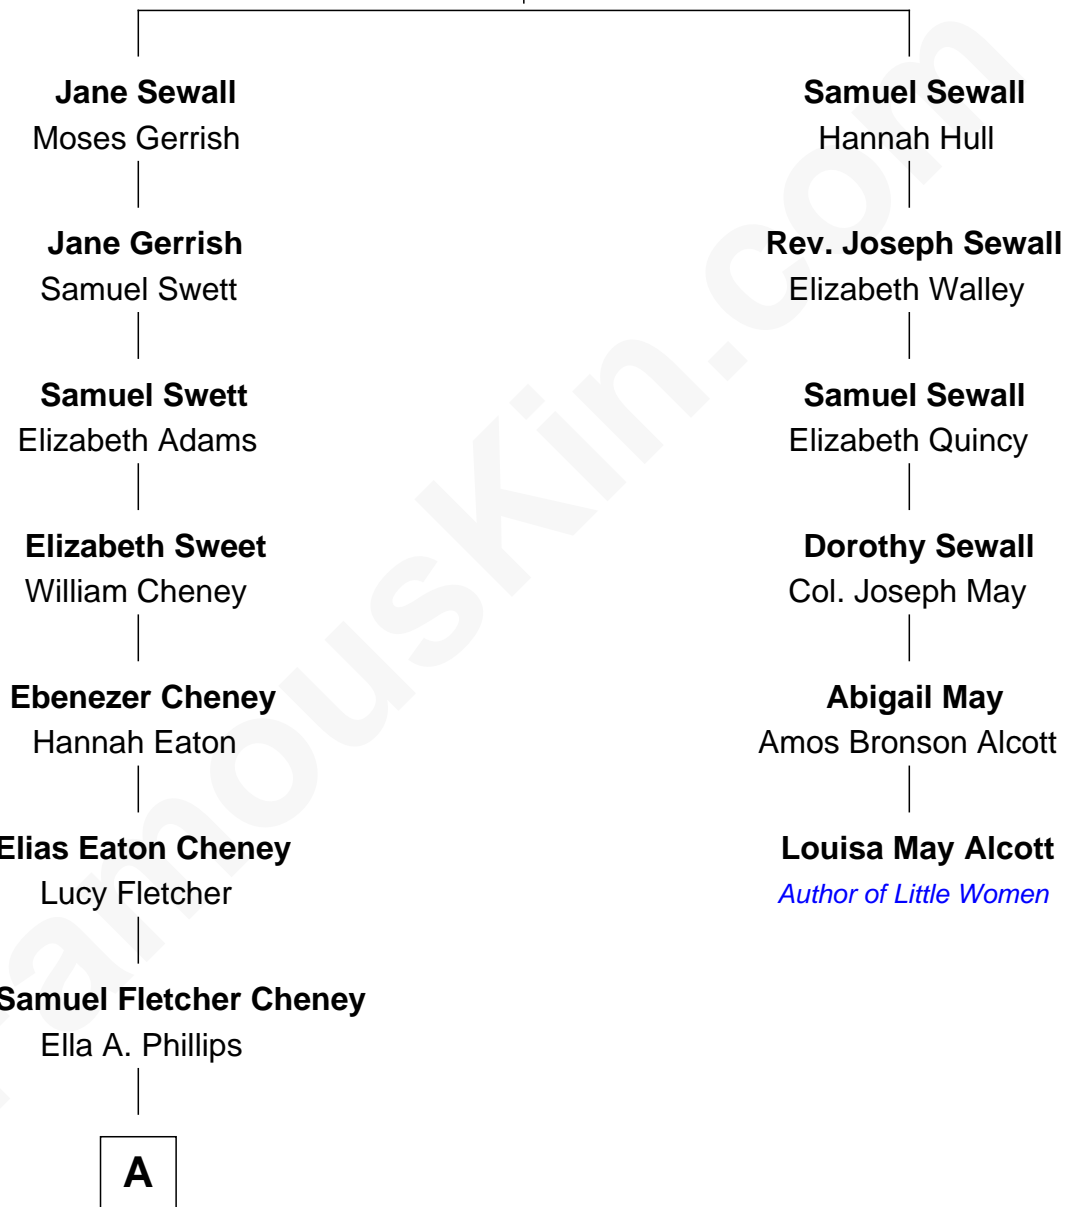 Jane Sewall
Moses Gerrish
Jane Gerrish
Samuel Swett
Samuel Swett
Elizabeth Adams
Elizabeth Sweet
William Cheney
Ebenezer Cheney
Hannah Eaton
Elias Eaton Cheney
Lucy Fletcher
Samuel Fletcher Cheney
Ella A. Phillips
A
Samuel Sewall
Hannah Hull
Rev. Joseph Sewall
Elizabeth Walley
Samuel Sewall
Elizabeth Quincy
Dorothy Sewall
Col. Joseph May
Abigail May
Amos Bronson Alcott
Louisa May Alcott
Author of Little Women
FamousKin.com